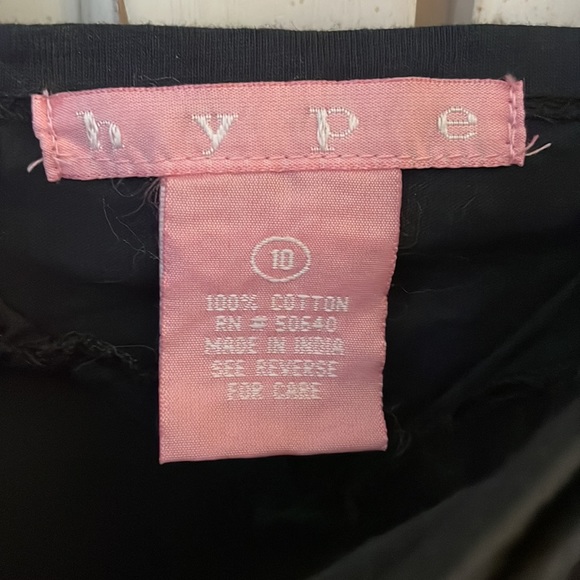 hype
10
100% COTTON
RN # 50640
MADE IN INDIA
SEE REVERSE
FOR CARE